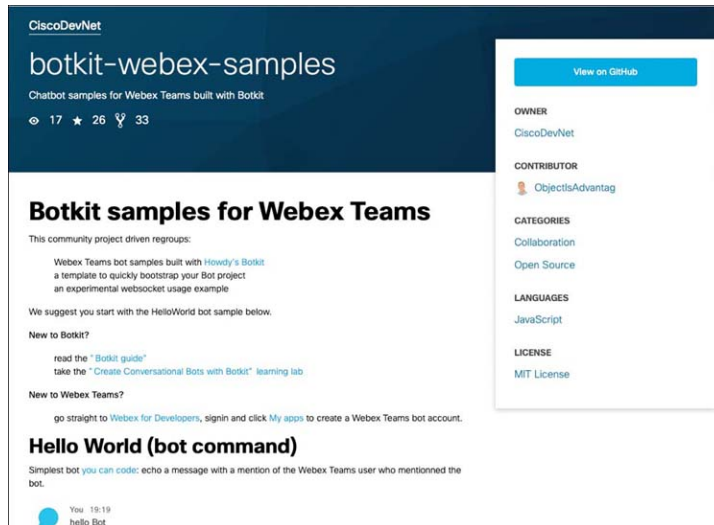 CiscoDevNet
botkit-webex-samples
Chatbot samples for Webex Teams built with Botkit
17 26 33
Botkit samples for Webex Teams
This community project driven regroups:
Webex Teams bot samples built with Howdy's Botkit
a template to quickly bootstrap your Bot project
an experimental websocket usage example
We suggest you start with the HelloWorld bot sample below.
New to Botkit?
read the "Botkit guide"
take the "Create Conversational Bots with Botkit" learning lab
New to Webex Teams?
go straight to Webex for Developers, signin and click My apps to create a Webex Teams bot account.
Hello World (bot command)
Simplest bot you can code: echo a message with a mention of the Webex Teams user who mentionned the
bot.
You 19:19
hello Bot
View on GitHub
OWNER
CiscoDevNet
CONTRIBUTOR
ObjectIsAdvantag
CATEGORIES
Collaboration
Open Source
LANGUAGES
JavaScript
LICENSE
MIT License